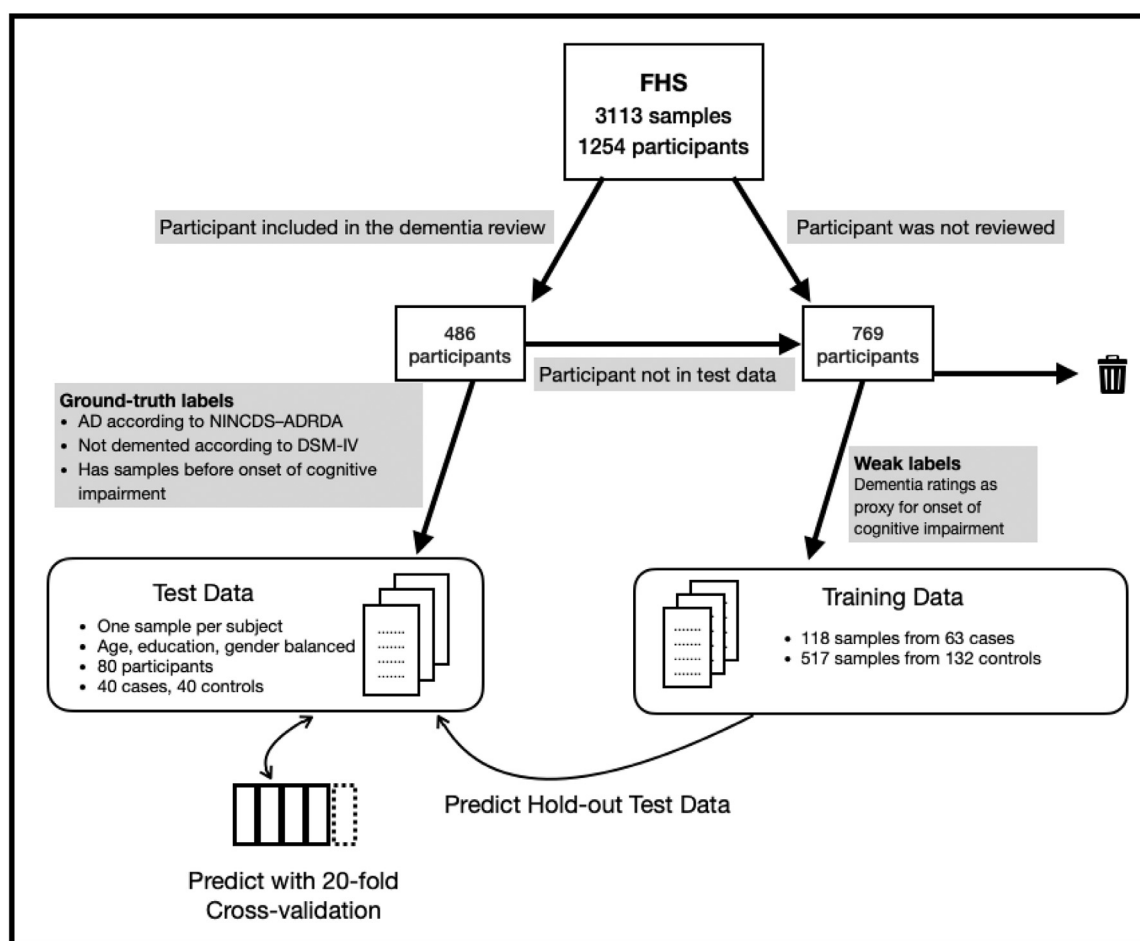 FHS
3113 samples
1254 participants
Participant included in the dementia review
Participant was not reviewed
486
participants
769
participants
Participant not in test data
Ground-truth labels
• AD according to NINCDS–ADRDA
• Not demented according to DSM-IV
• Has samples before onset of cognitive
impairment
Weak labels
Dementia ratings as
proxy for onset of
cognitive impairment
Test Data
• One sample per subject
• Age, education, gender balanced
• 80 participants
• 40 cases, 40 controls
Training Data
• 118 samples from 63 cases
• 517 samples from 132 controls
Predict Hold-out Test Data
Predict with 20-fold
Cross-validation